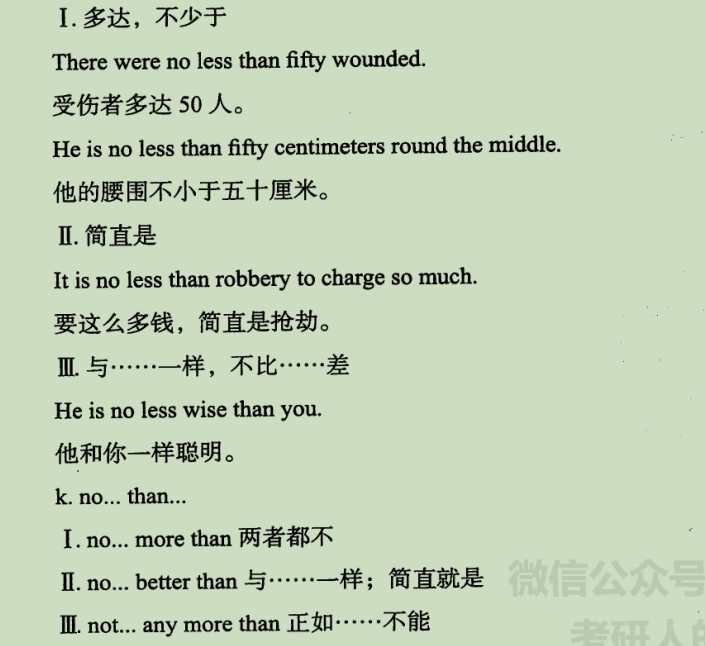 Ⅰ. 多达，不少于
There were no less than fifty wounded.
受伤者多达 50 人。
He is no less than fifty centimeters round the middle.
他的腰围不小于五十厘米。
Ⅱ. 简直是
It is no less than robbery to charge so much.
要这么多钱，简直是抢劫。
Ⅲ. 与……一样，不比……差
He is no less wise than you.
他和你一样聪明。
k. no... than...
Ⅰ. no... more than 两者都不
Ⅱ. no... better than 与……一样；简直就是
Ⅲ. not... any more than 正如……不能
微信公众号
考研人的